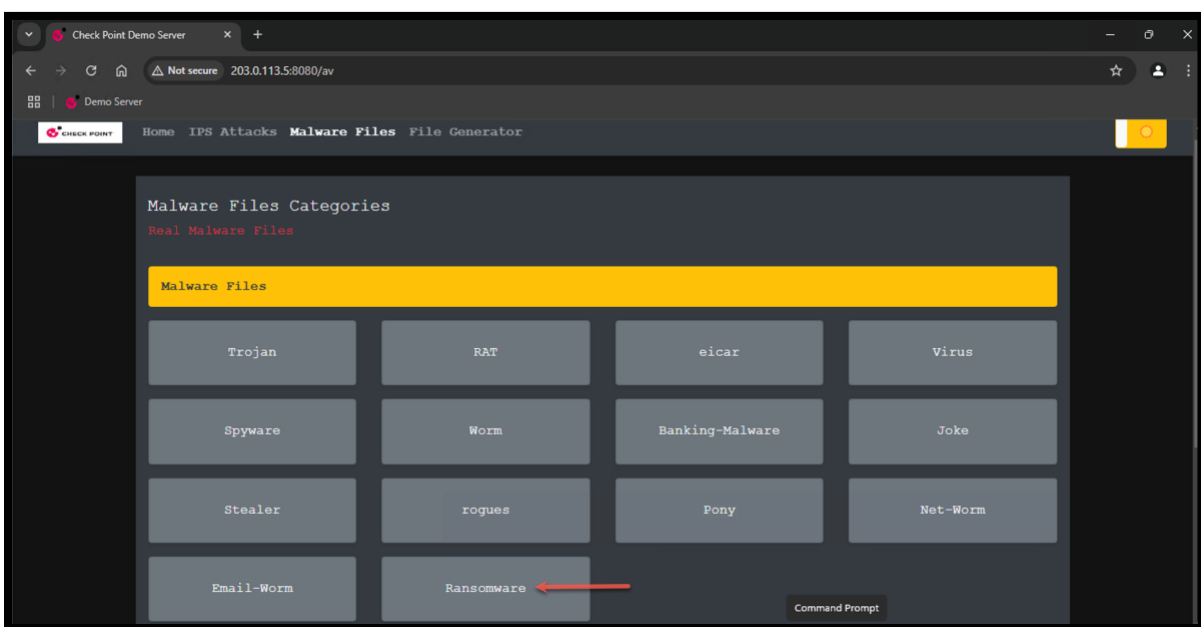 Check Point Demo Server
Not secure 203.0.113.5:8080/av
Demo Server
CHECK POINT Home IPS Attacks Malware Files File Generator
Malware Files Categories
Real Malware Files
Malware Files
Trojan RAT eicar Virus
Spyware Worm Banking-Malware Joke
Stealer rogues Pony Net-Worm
Email-Worm Ransomware
Command Prompt